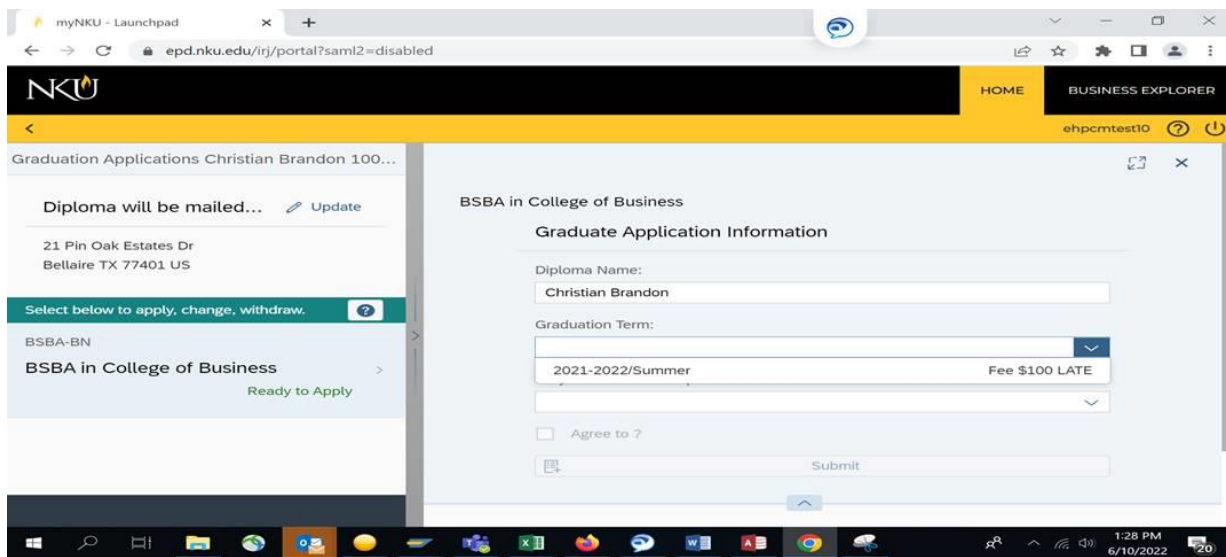 myNKU - Launchpad
epd.nku.edu/irj/portal?saml2=disabled
NKU
HOME
BUSINESS EXPLORER
ehpcmtest10
Graduation Applications Christian Brandon 100...
Diploma will be mailed...
Update
21 Pin Oak Estates Dr
Bellaire TX 77401 US
Select below to apply, change, withdraw.
BSBA-BN
BSBA in College of Business
Ready to Apply
BSBA in College of Business
Graduate Application Information
Diploma Name:
Christian Brandon
Graduation Term:
2021-2022/Summer Fee $100 LATE
Agree to ?
Submit
1:28 PM
6/10/2022
20